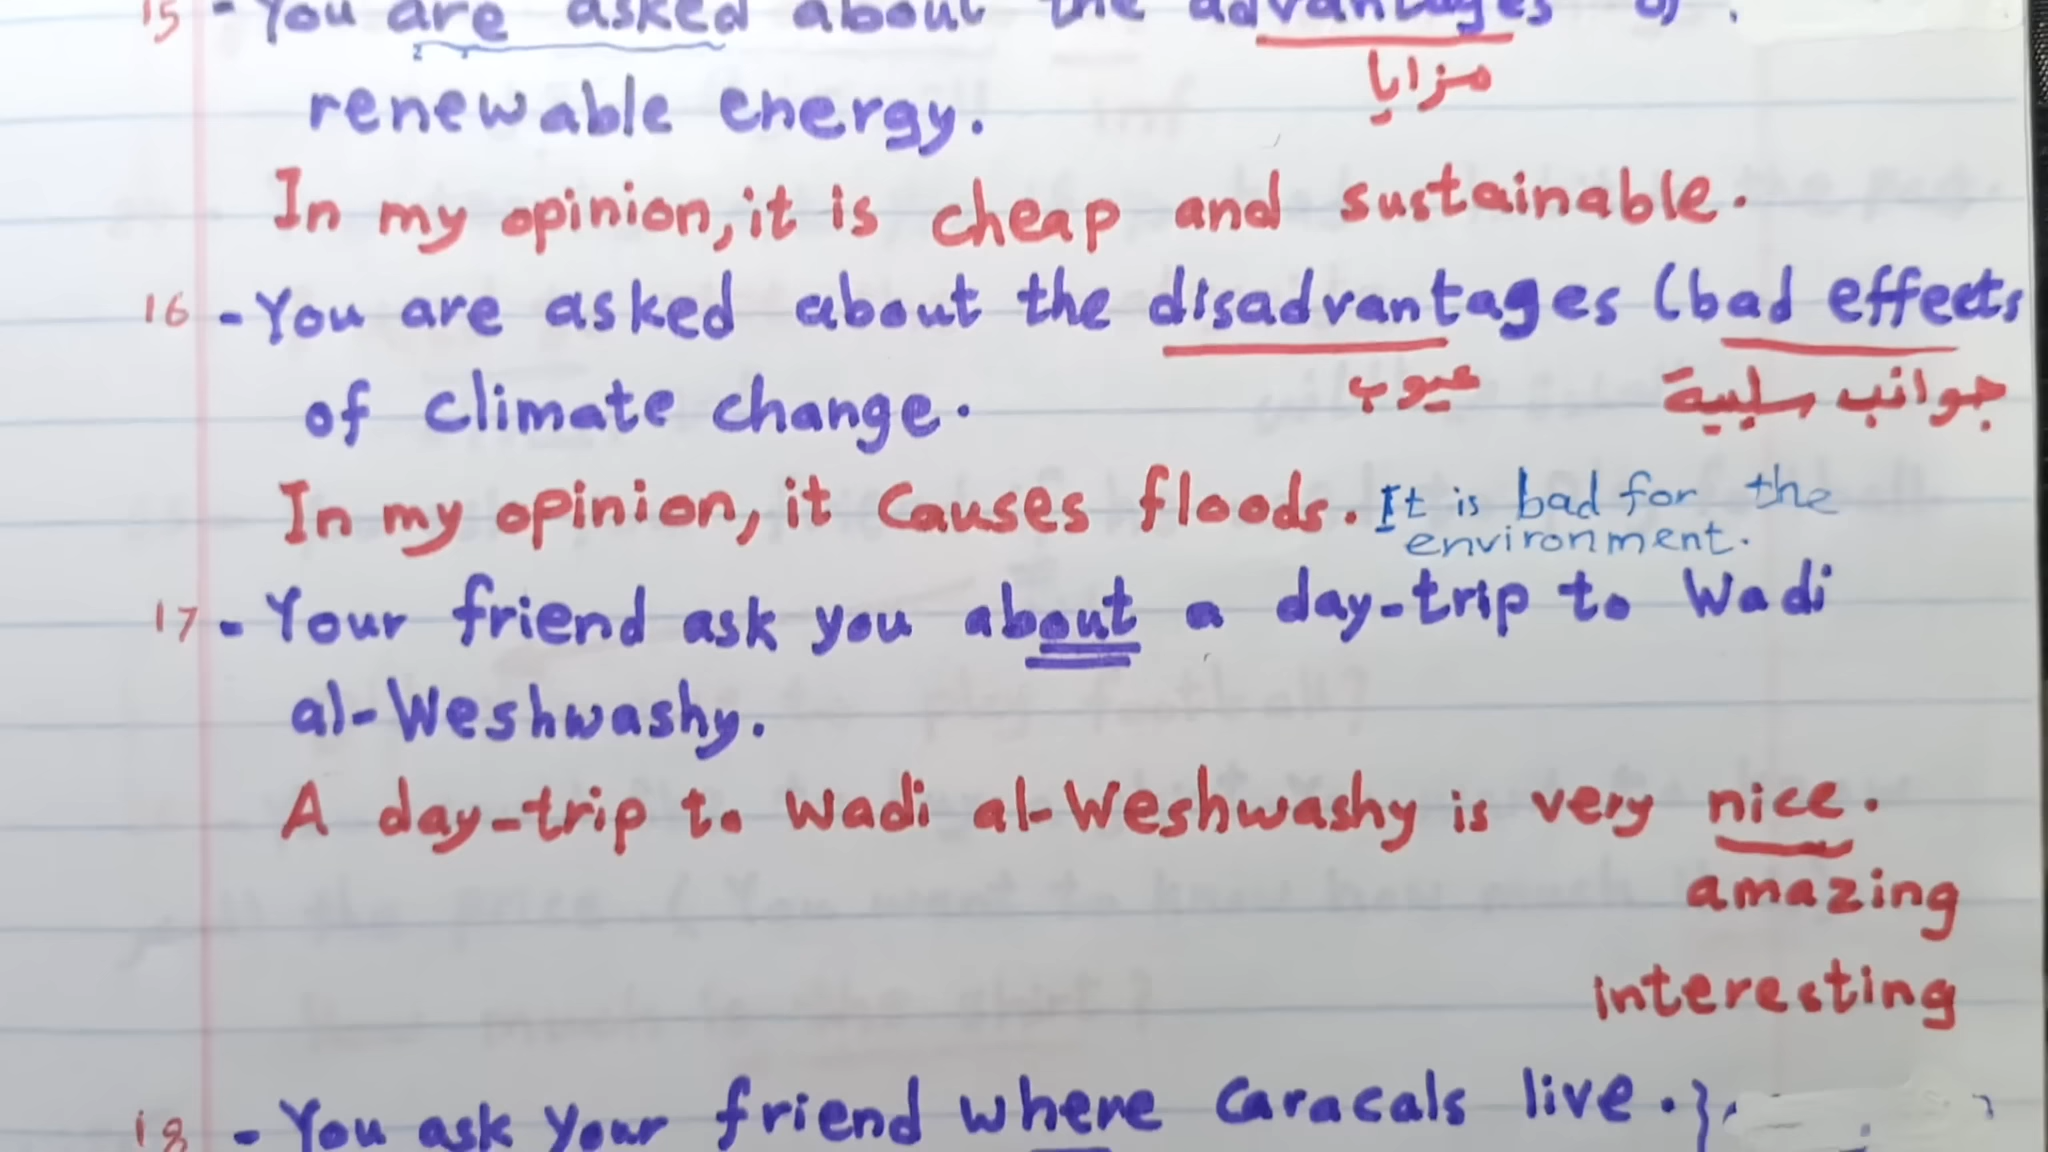 15 - You are asked about the advantages of
مزايا
renewable energy.
In my opinion, it is cheap and sustainable.
16 - You are asked about the disadvantages (bad effects
عيوب جوانب سلبية
of climate change.
In my opinion, it causes floods. It is bad for the
environment.
17 - Your friend ask you about a day-trip to Wadi
al-Weshwashy.
A day-trip to Wadi al-Weshwashy is very nice.
amazing
interesting
18 - You ask your friend where caracals live.